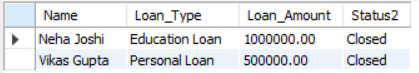 Name Loan_Type Loan_Amount Status2
Neha Joshi Education Loan 1000000.00 Closed
Vikas Gupta Personal Loan 500000.00 Closed